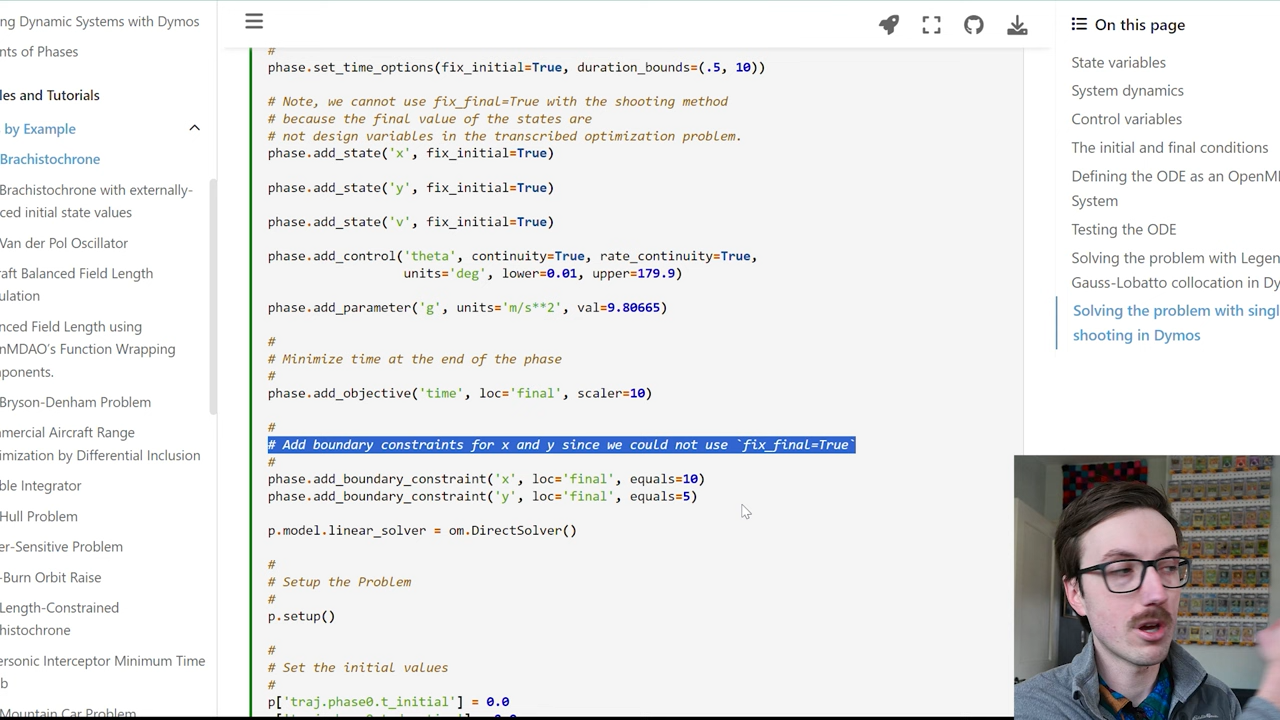 ng Dynamic Systems with Dymos
nts of Phases
les and Tutorials
by Example
Brachistochrone
Brachistochrone with externally-
ced initial state values
Van der Pol Oscillator
raft Balanced Field Length
ulation
nced Field Length using
nMDAO's Function Wrapping
ponents.
Bryson-Denham Problem
mercial Aircraft Range
imization by Differential Inclusion
ble Integrator
Hull Problem
er-Sensitive Problem
-Burn Orbit Raise
Length-Constrained
histochrone
ersonic Interceptor Minimum Time
b
Mountain Car Problem
#
phase.set_time_options(fix_initial=True, duration_bounds=(.5, 10))
# Note, we cannot use fix_final=True with the shooting method
# because the final value of the states are
# not design variables in the transcribed optimization problem.
phase.add_state('x', fix_initial=True)
phase.add_state('y', fix_initial=True)
phase.add_state('v', fix_initial=True)
phase.add_control('theta', continuity=True, rate_continuity=True,
units='deg', lower=0.01, upper=179.9)
phase.add_parameter('g', units='m/s**2', val=9.80665)
#
# Minimize time at the end of the phase
#
phase.add_objective('time', loc='final', scaler=10)
#
# Add boundary constraints for x and y since we could not use `fix_final=True`
#
phase.add_boundary_constraint('x', loc='final', equals=10)
phase.add_boundary_constraint('y', loc='final', equals=5)
p.model.linear_solver = om.DirectSolver()
#
# Setup the Problem
#
p.setup()
#
# Set the initial values
#
p['traj.phase0.t_initial'] = 0.0
On this page
State variables
System dynamics
Control variables
The initial and final conditions
Defining the ODE as an OpenM
System
Testing the ODE
Solving the problem with Legen
Gauss-Lobatto collocation in Dy
Solving the problem with singl
shooting in Dymos